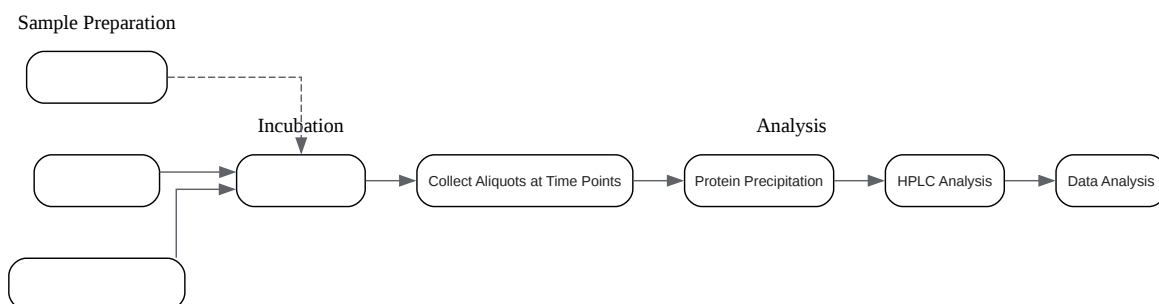 Sample Preparation
Incubation
Analysis
Collect Aliquots at Time Points
Protein Precipitation
HPLC Analysis
Data Analysis